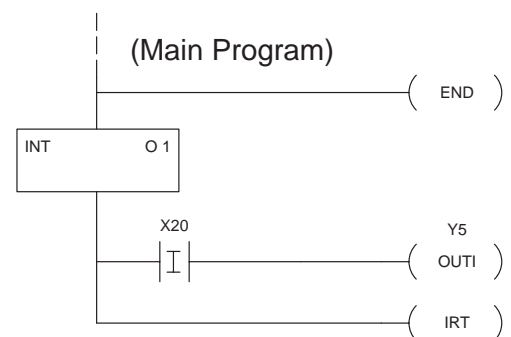 (Main Program)
END
INT O 1
X20
Y5
I
OUTI
IRT